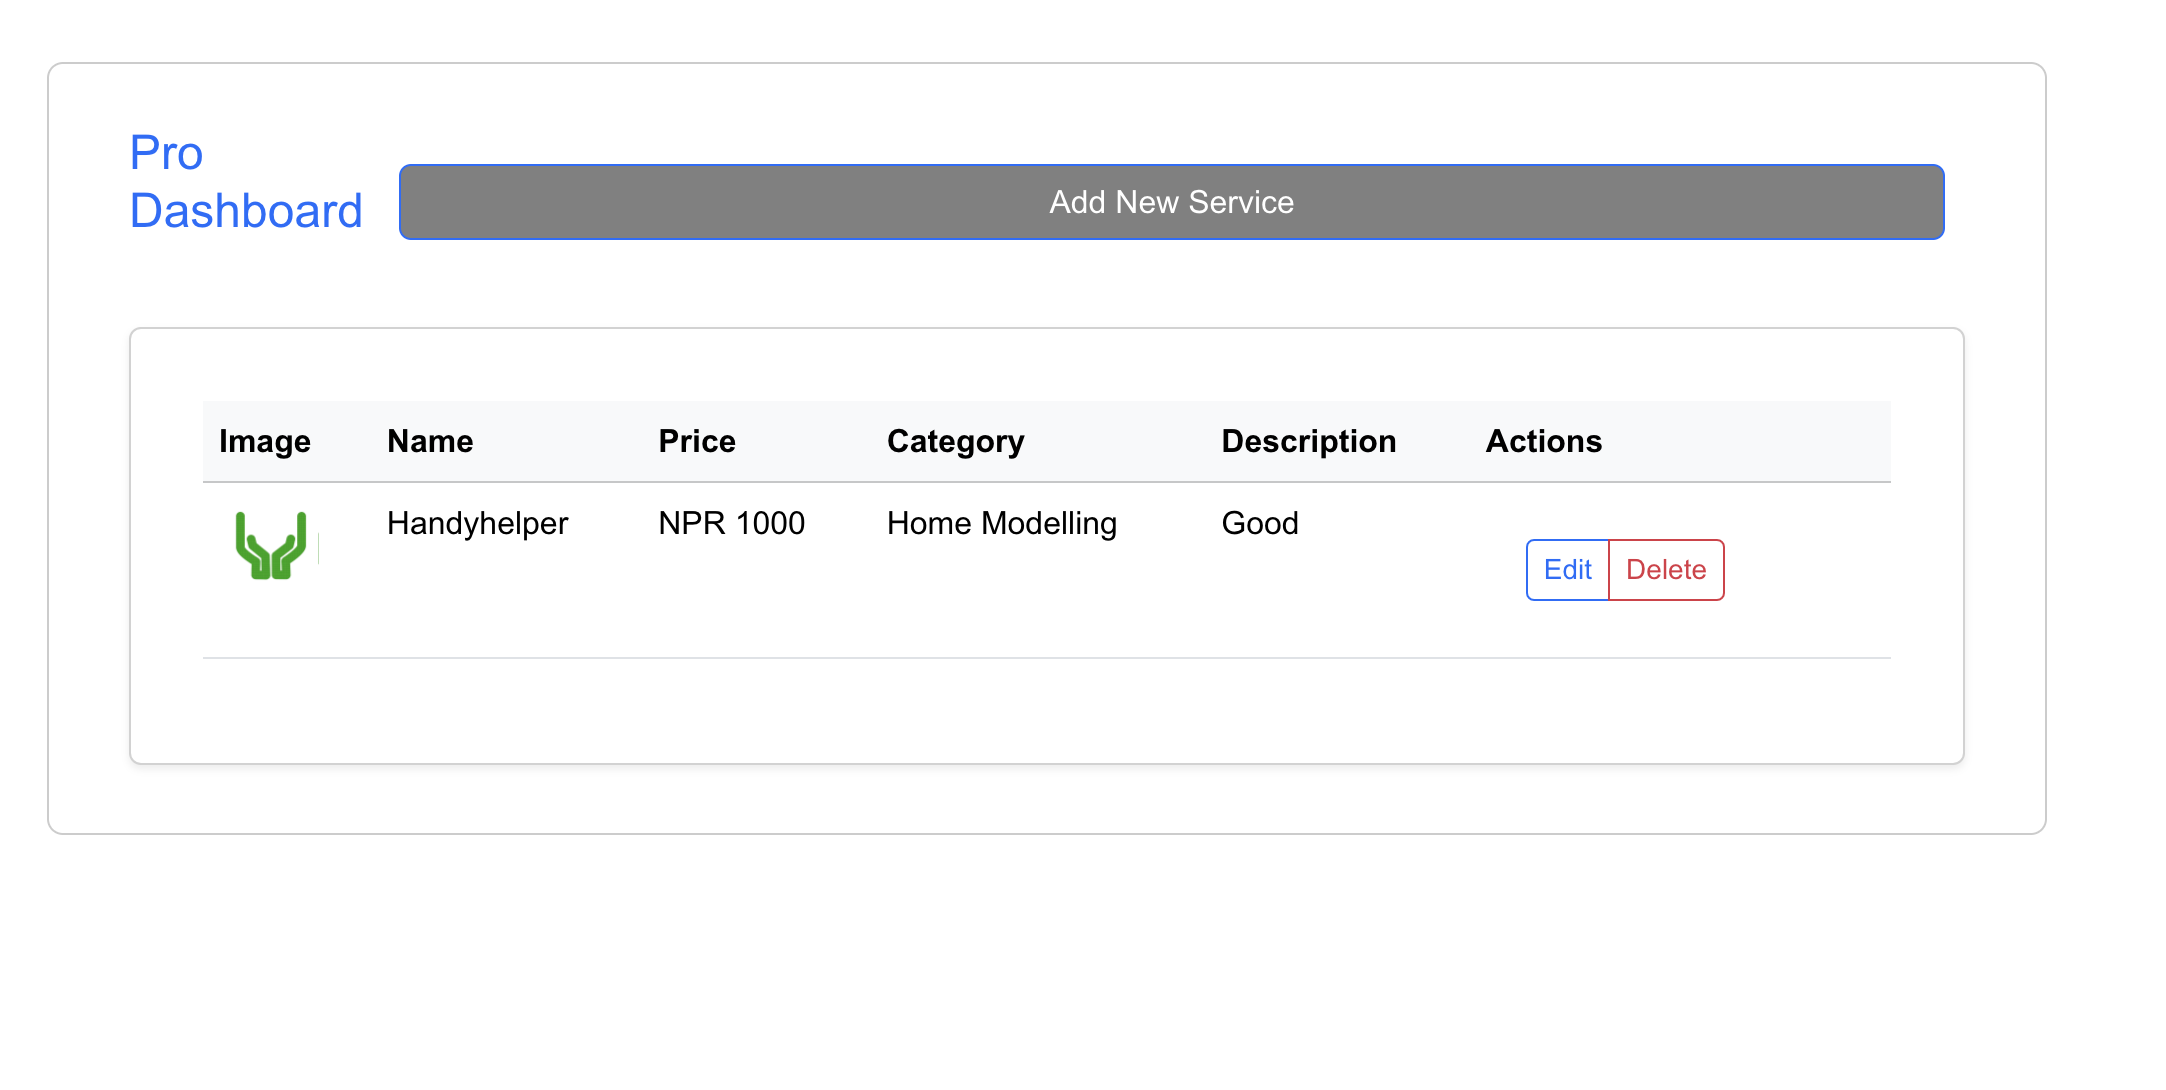 Pro
Dashboard
Add New Service
Image Name Price Category Description Actions
Handyhelper NPR 1000 Home Modelling Good
Edit Delete